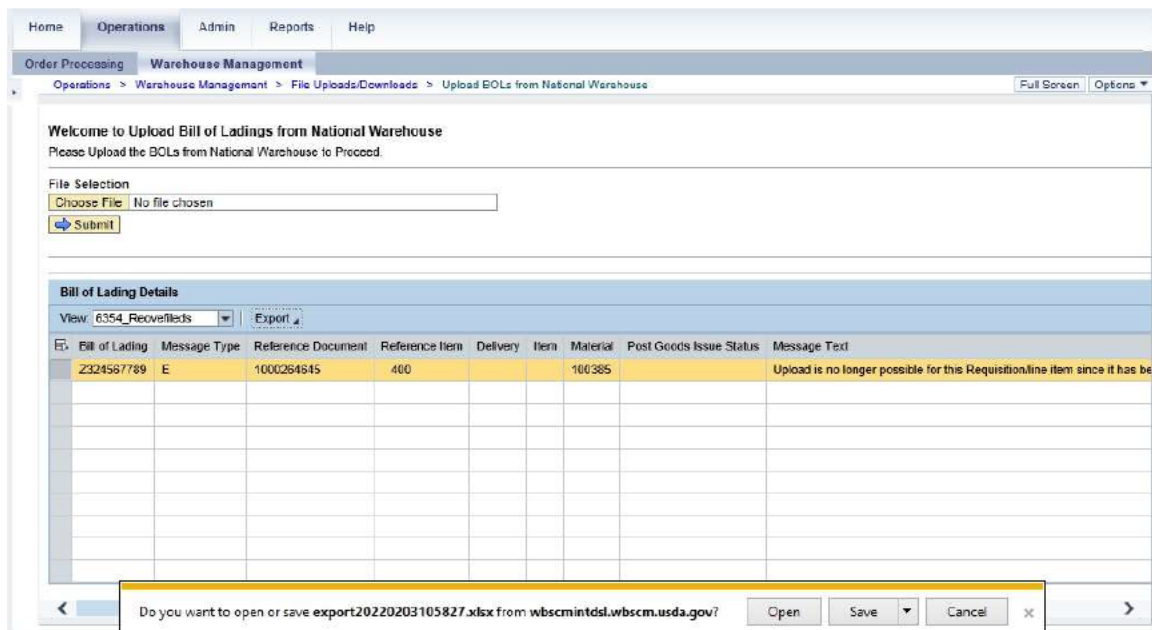 Home Operations Admin Reports Help
Order Processing Warehouse Management
Operations > Warehouse Management > File Uploads/Downloads > Upload BOLs from National Warehouse Full Screen Options
Welcome to Upload Bill of Ladings from National Warehouse
Please Upload the BOLs from National Warehouse to Proceed.
File Selection
Choose File No file chosen
Submit
Bill of Lading Details
View: 6354_Reovefileds Export
Bill of Lading Message Type Reference Document Reference Item Delivery Item Material Post Goods Issue Status Message Text
2324567789 E 1000264645 400 100385 Upload is no longer possible for this Requisition/line item since it has be
Do you want to open or save export20220203105827.xlsx from wbscmintdsl.wbscm.usda.gov? Open Save Cancel ×